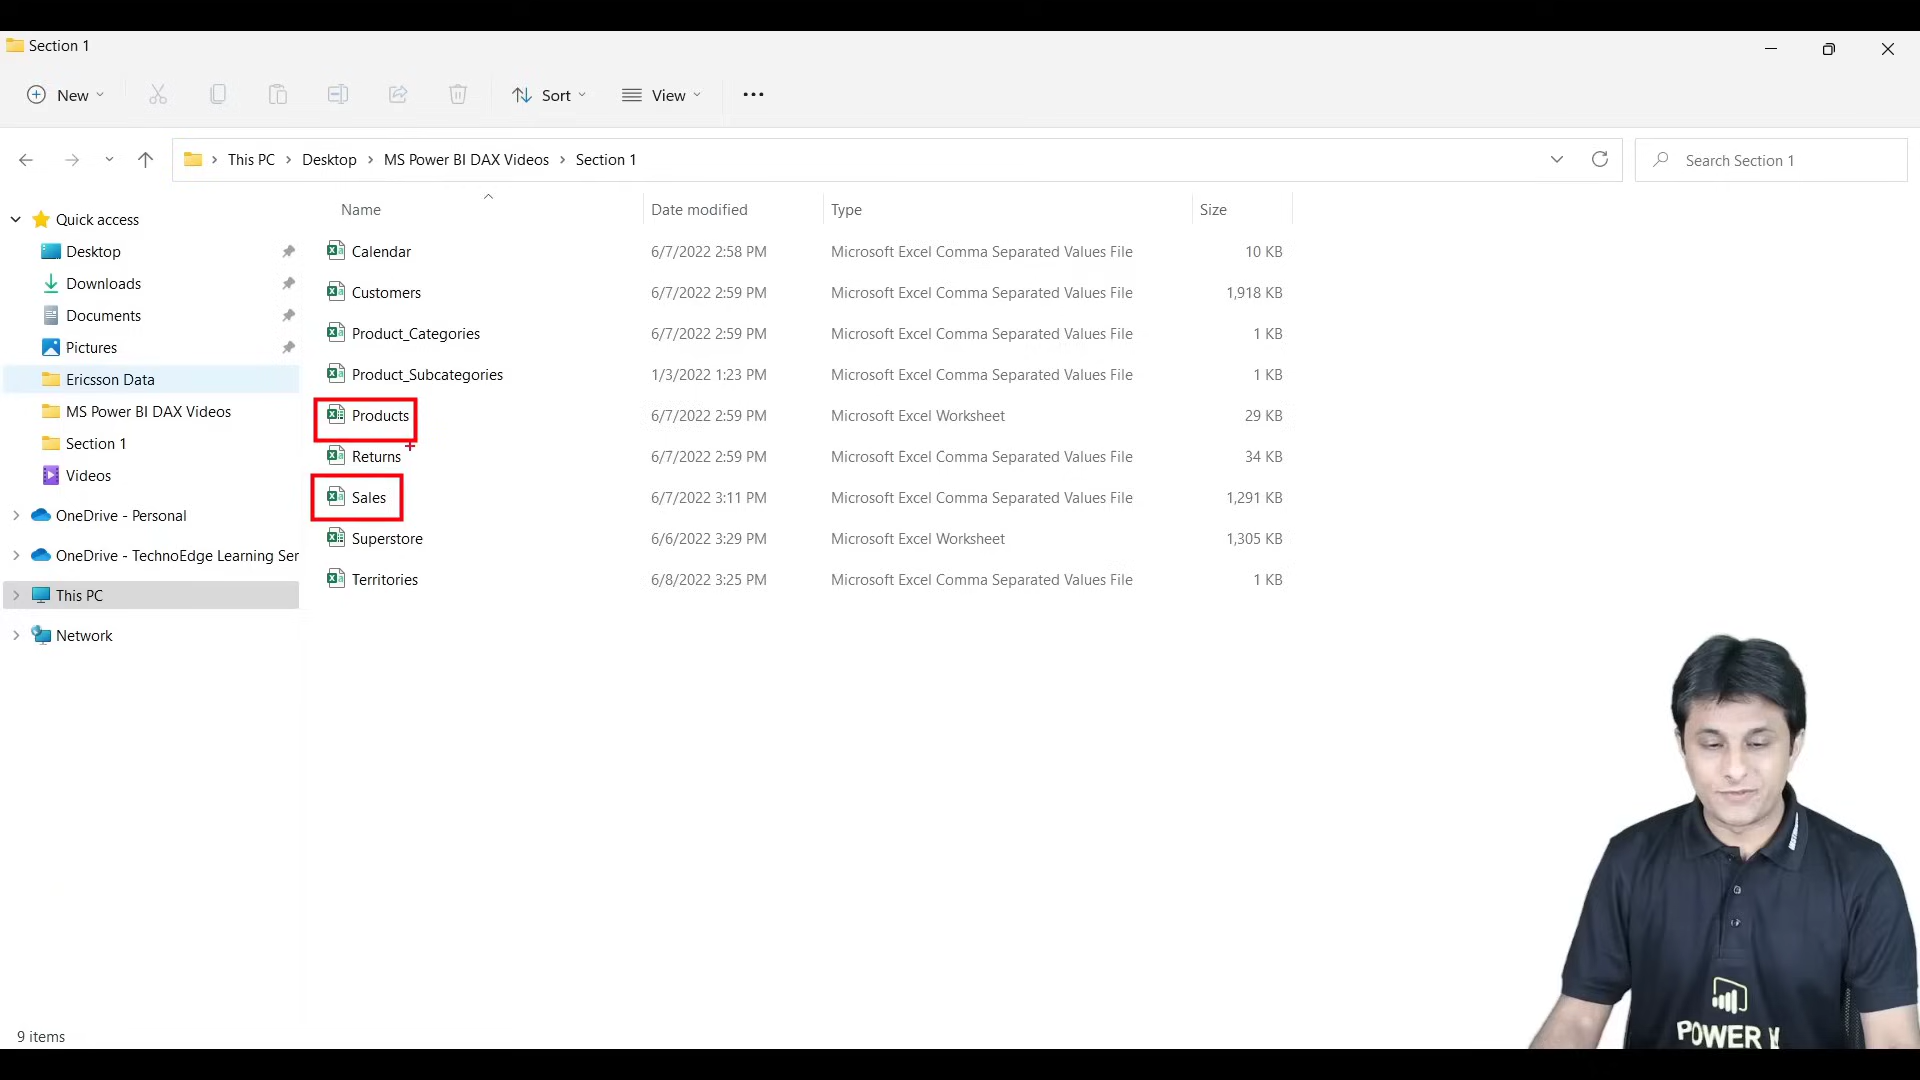 Section 1
New
Sort
View
This PC
Desktop
MS Power BI DAX Videos
Section 1
Search Section 1
Quick access
Desktop
Downloads
Documents
Pictures
Ericsson Data
MS Power BI DAX Videos
Section 1
Videos
OneDrive - Personal
OneDrive - TechnoEdge Learning Ser
This PC
Network
Name Date modified Type Size
Calendar 6/7/2022 2:58 PM Microsoft Excel Comma Separated Values File 10 KB
Customers 6/7/2022 2:59 PM Microsoft Excel Comma Separated Values File 1,918 KB
Product_Categories 6/7/2022 2:59 PM Microsoft Excel Comma Separated Values File 1 KB
Product_Subcategories 1/3/2022 1:23 PM Microsoft Excel Comma Separated Values File 1 KB
Products 6/7/2022 2:59 PM Microsoft Excel Worksheet 29 KB
Returns 6/7/2022 2:59 PM Microsoft Excel Comma Separated Values File 34 KB
Sales 6/7/2022 3:11 PM Microsoft Excel Comma Separated Values File 1,291 KB
Superstore 6/6/2022 3:29 PM Microsoft Excel Worksheet 1,305 KB
Territories 6/8/2022 3:25 PM Microsoft Excel Comma Separated Values File 1 KB
9 items
POWER